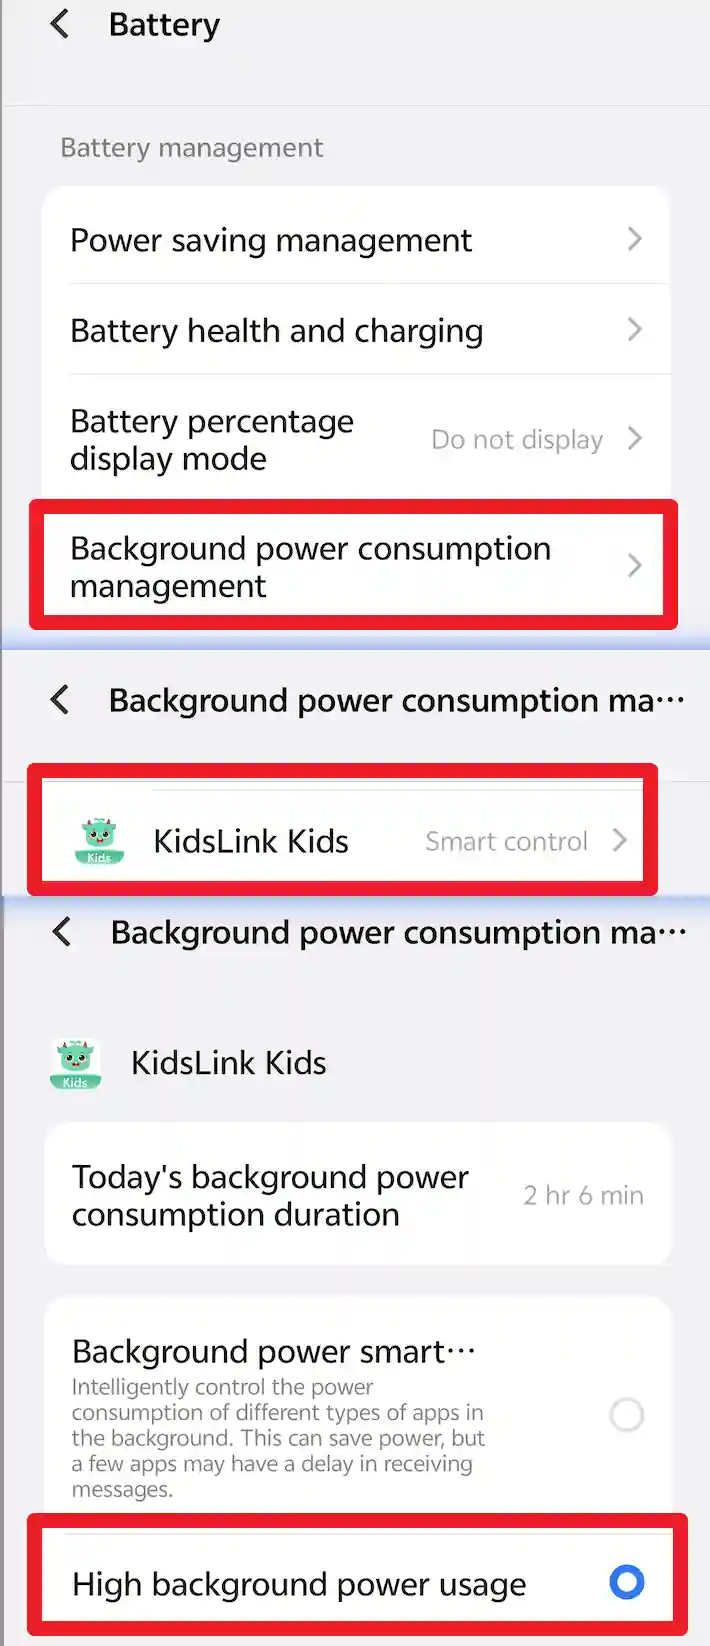 Battery
Battery management
Power saving management
Battery health and charging
Battery percentage
display mode
Do not display
Background power consumption
management
Background power consumption ma···
Kids
KidsLink Kids
Smart control
Background power consumption ma···
Kids
KidsLink Kids
Today's background power
consumption duration
2 hr 6 min
Background power smart···
Intelligently control the power
consumption of different types of apps in
the background. This can save power, but
a few apps may have a delay in receiving
messages.
High background power usage